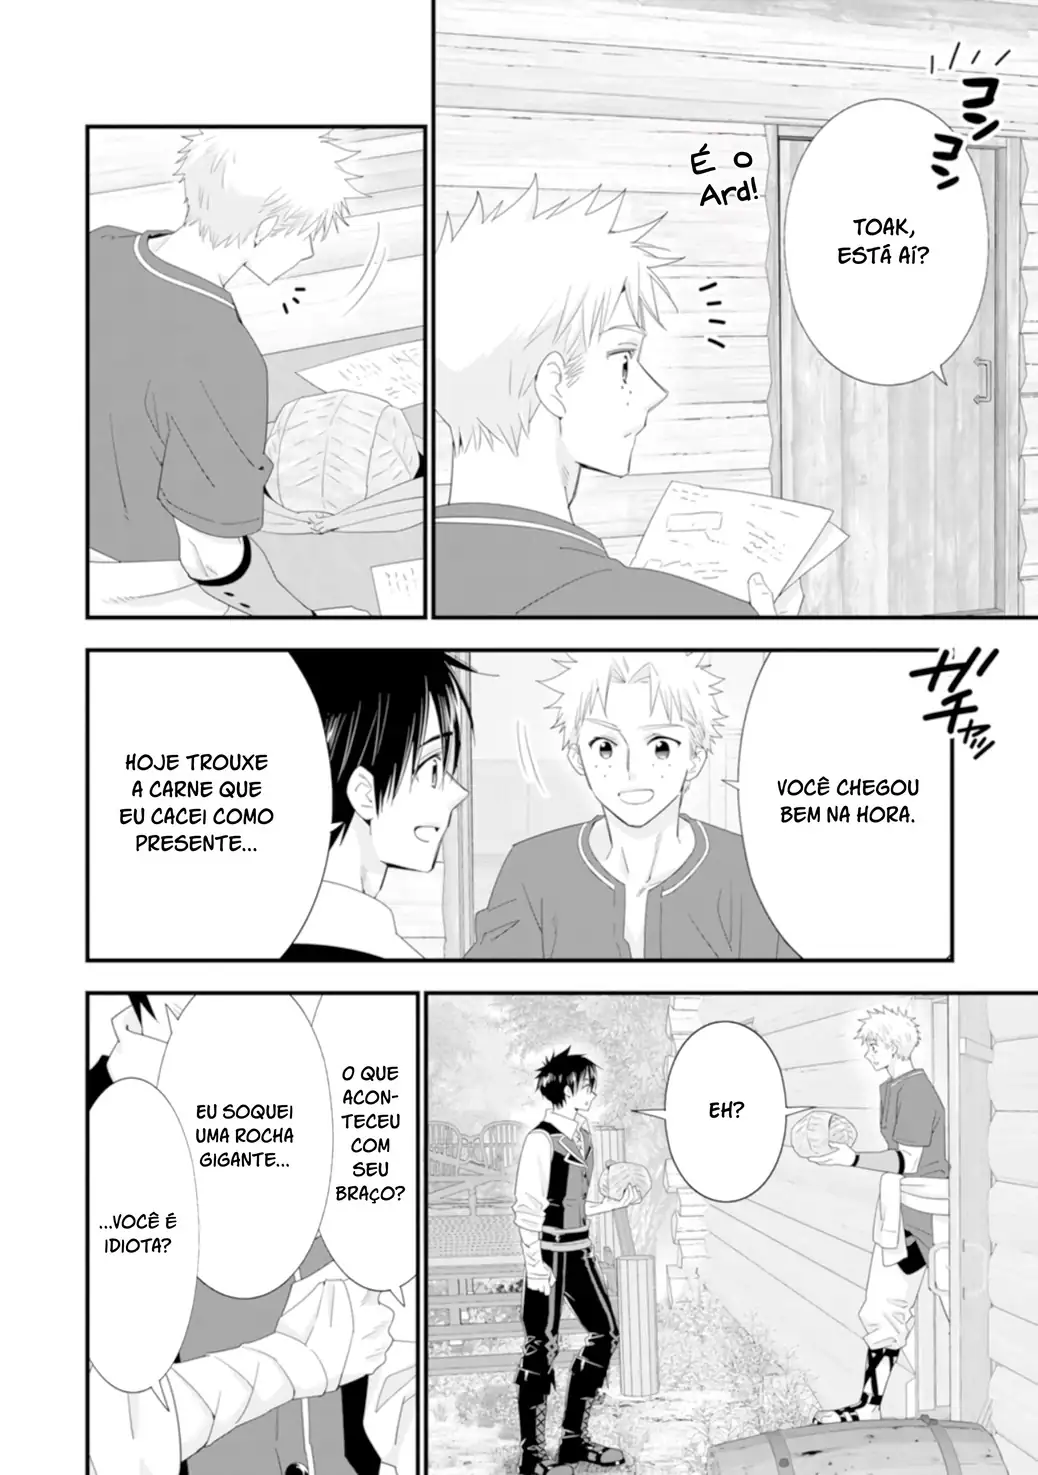 コンコン
TOAK,
ESTÁ AÍ?
É O
Ard!
ガチャッ
VOCÊ CHEGOU
BEM NA HORA.
HOJE TROUXE
A CARNE QUE
EU CACEI COMO
PRESENTE...
EH?
O QUE
ACON-
TECEU
COM
SEU
BRAÇO?
EU SOQUEI
UMA ROCHA
GIGANTE...
...VOCÊ É
IDIOTA?